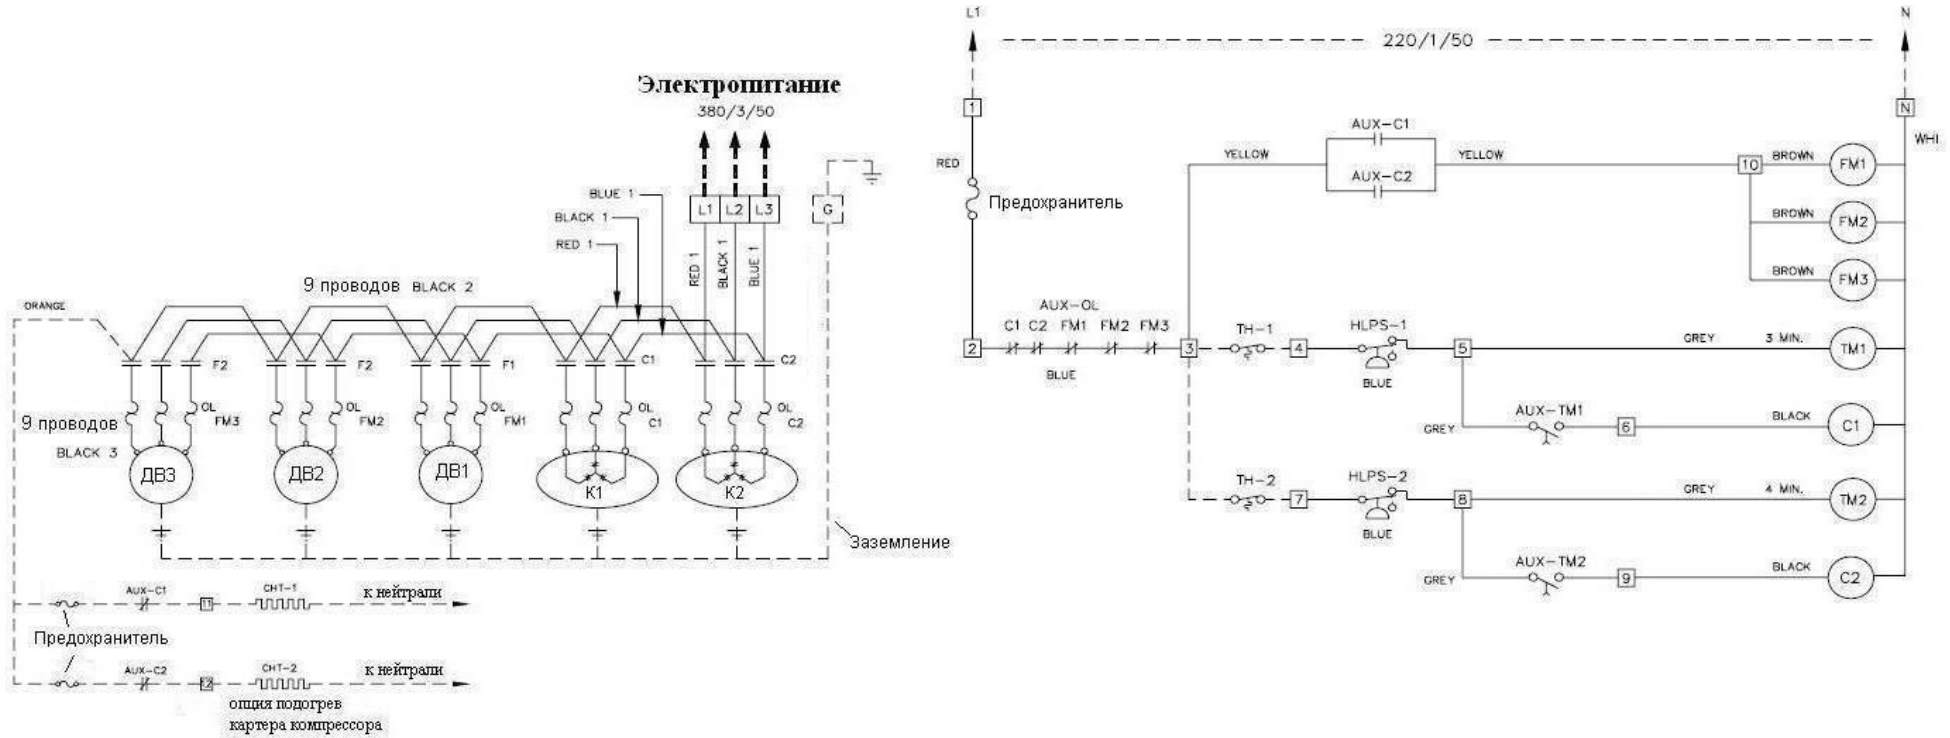 Электропитание
380/3/50
BLUE 1
BLACK 1
RED 1
L1 L2 L3
G
RED 1
BLACK 1
BLUE 1
9 проводов BLACK 2
ORANGE
F2
F2
F1
C1
C2
OL
FM3
OL
FM2
OL
FM1
OL
C1
OL
C2
9 проводов
BLACK 3
ДВ3
ДВ2
ДВ1
К1
К2
Заземление
AUX-C1
11
CHT-1
к нейтрали
Предохранитель
AUX-C2
12
CHT-2
к нейтрали
опция подогрев
картера компрессора
L1
N
220/1/50
1
N
WHI
RED
Предохранитель
YELLOW
AUX-C1
AUX-C2
YELLOW
10
BROWN
FM1
BROWN
FM2
BROWN
FM3
AUX-OL
C1 C2 FM1 FM2 FM3
2
BLUE
3
TH-1
4
HLPS-1
BLUE
5
GREY
3 MIN.
TM1
GREY
AUX-TM1
6
BLACK
C1
TH-2
7
HLPS-2
BLUE
8
GREY
4 MIN.
TM2
GREY
AUX-TM2
9
BLACK
C2